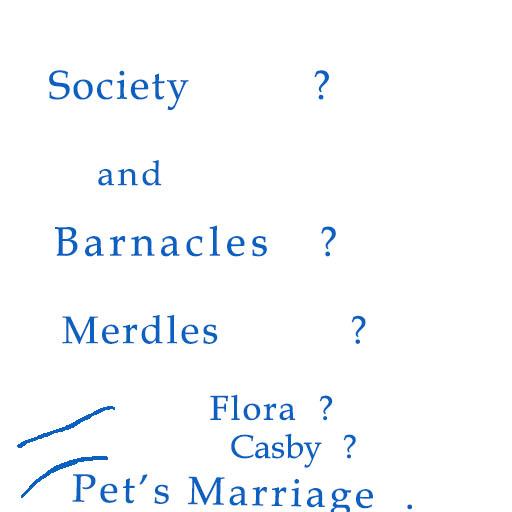 Society ?
and
Barnacles ?
Merdles ?
Flora ?
Casby ?
Pet's Marriage .